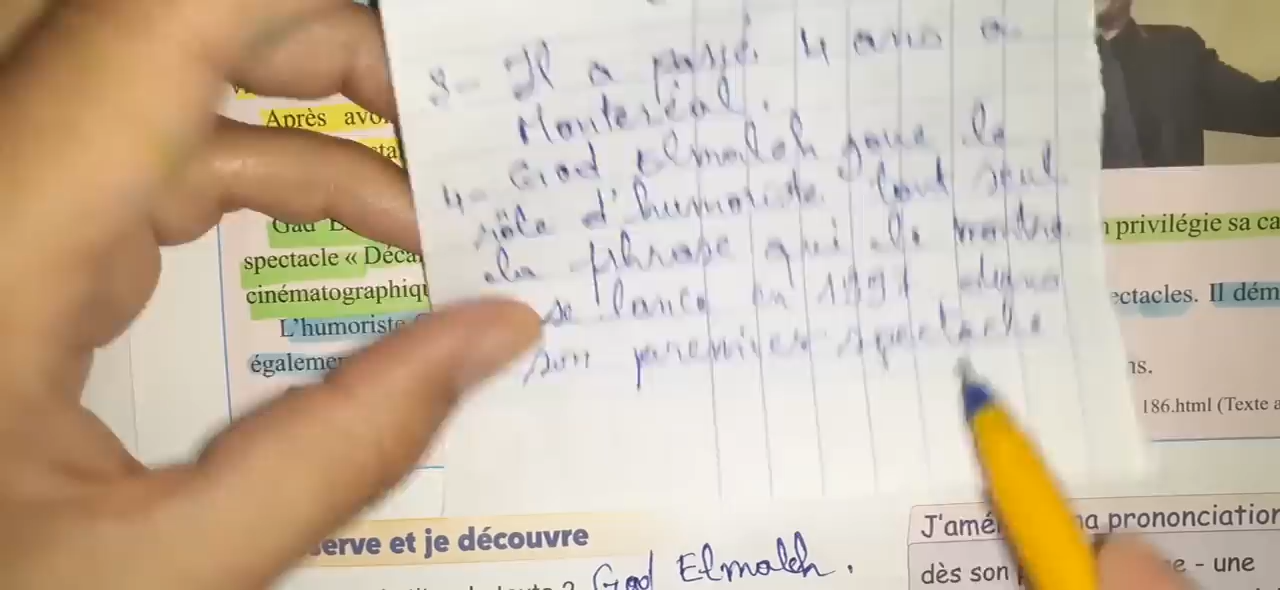 3- Il a passé 4 ans a
Monteréal.
4- Gad Elmaleh joue le
rôle d'humoriste tout seul
la phrase qui le montre
se lance en 1997 dans
son premier spectacle
Après avo
sta
Gad E
spectacle « Déca
cinématographiqu
L'humoriste
égalemen
n privilégie sa ca
ectacles. Il dém
ns.
186.html (Texte a
erve et je découvre
Gad Elmaleh.
J'amé
na prononciation
dès son
e - une